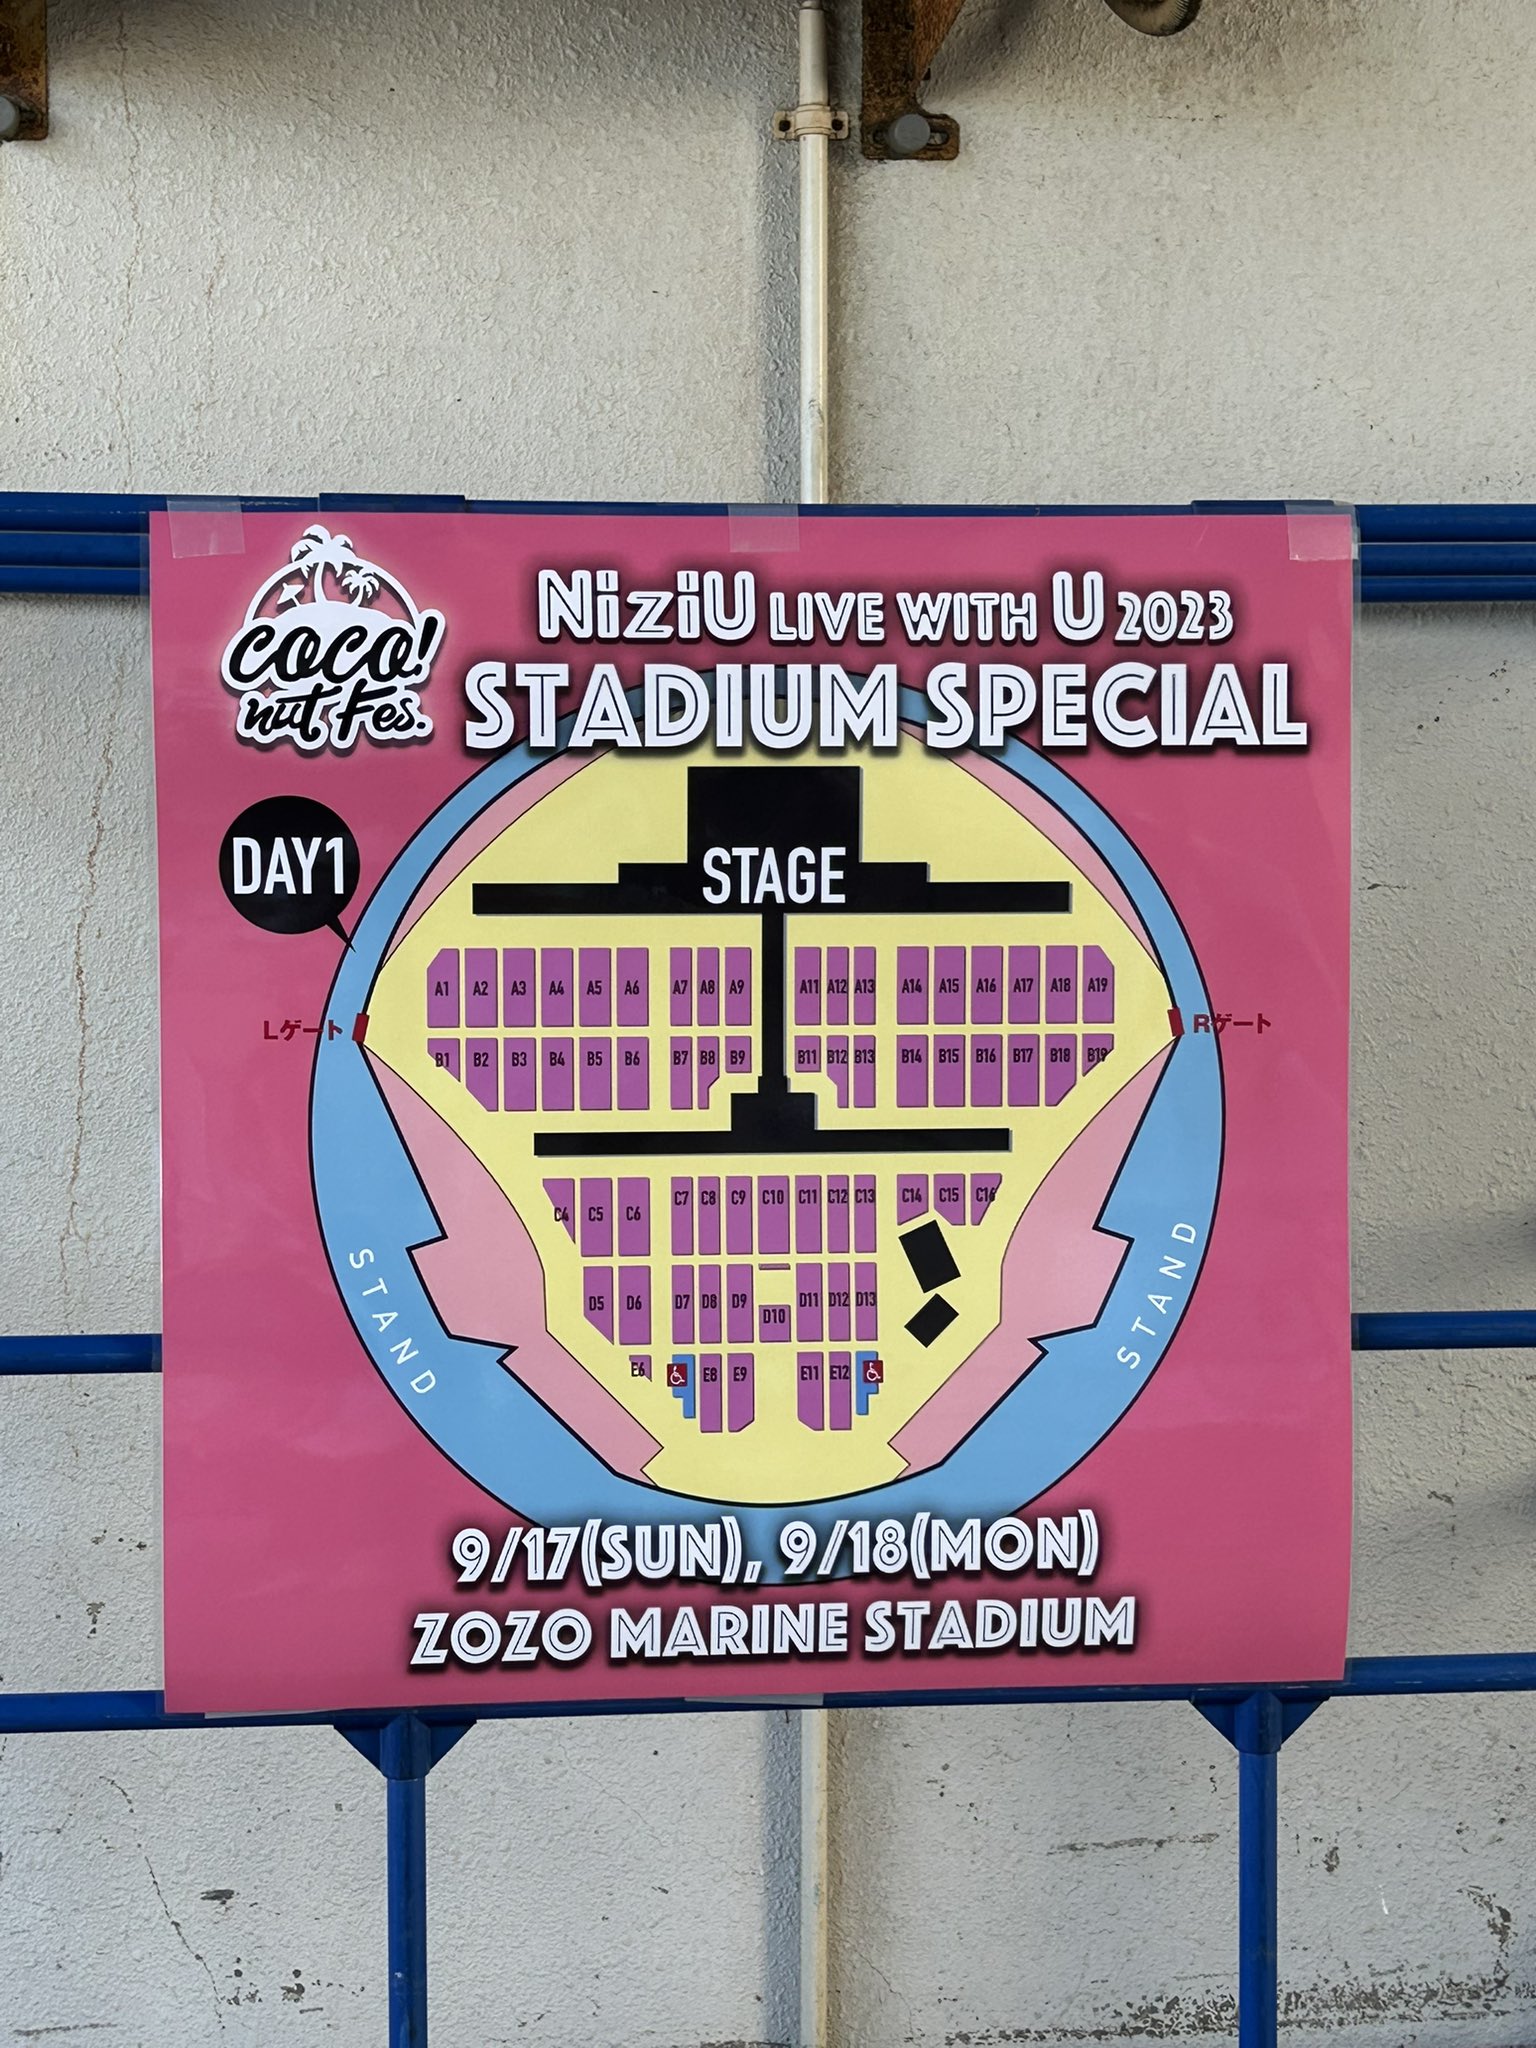 COCO!
nut Fes.
NiziU LIVE WITH U 2023
STADIUM SPECIAL
DAY1
STAGE
A1 A2 A3 A4 A5 A6 A7 A8 A9 A11 A12 A13 A14 A15 A16 A17 A18 A19
Lゲート
Rゲート
B1 B2 B3 B4 B5 B6 B7 B8 B9 B11 B12 B13 B14 B15 B16 B17 B18 B19
C4 C5 C6 C7 C8 C9 C10 C11 C12 C13 C14 C15 C16
D5 D6 D7 D8 D9 D10 D11 D12 D13
E6 E8 E9 E11 E12
STAND
STAND
9/17(SUN), 9/18(MON)
ZOZO MARINE STADIUM